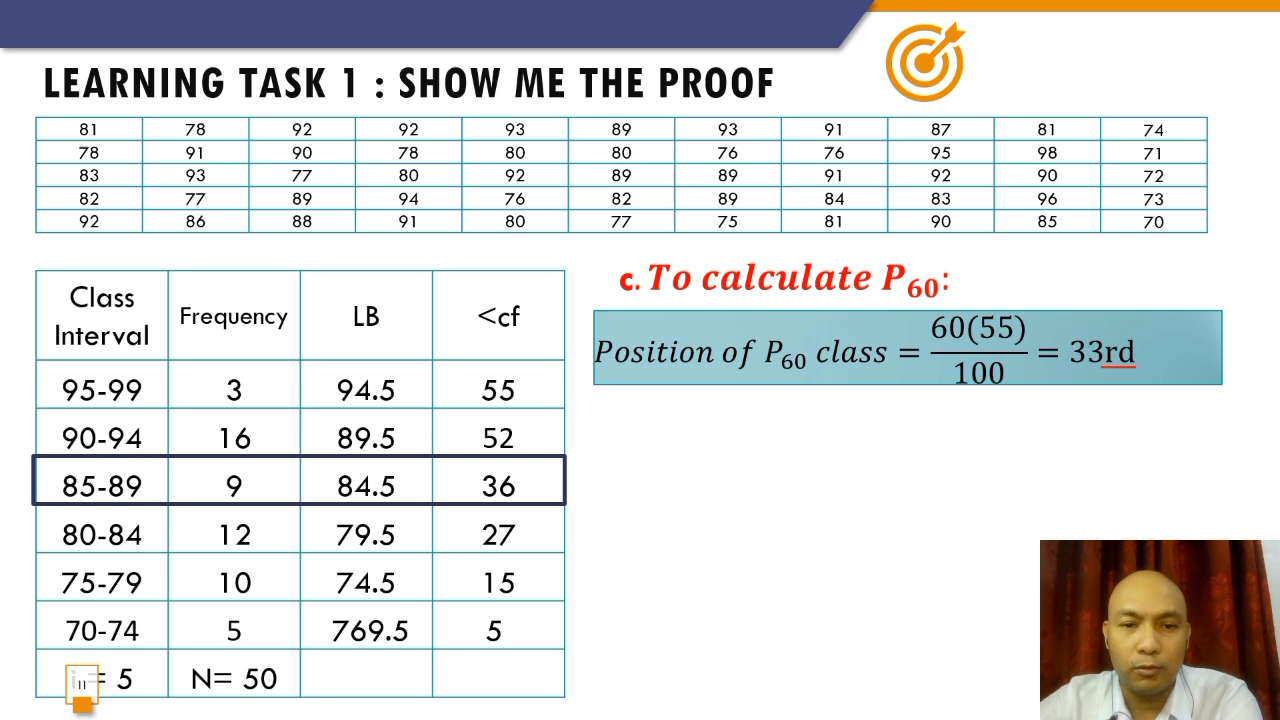 LEARNING TASK 1 : SHOW ME THE PROOF
81 78 92 92 93 89 93 91 87 81 74
78 91 90 78 80 80 76 76 95 98 71
83 93 77 80 92 89 89 91 92 90 72
82 77 89 94 76 82 89 84 83 96 73
92 86 88 91 80 77 75 81 90 85 70
c. To calculate P₆₀:
Position of P₆₀ class = 60(55)/100 = 33rd
Class Interval Frequency LB <cf
95-99 3 94.5 55
90-94 16 89.5 52
85-89 9 84.5 36
80-84 12 79.5 27
75-79 10 74.5 15
70-74 5 769.5 5
i = 5 N= 50
11